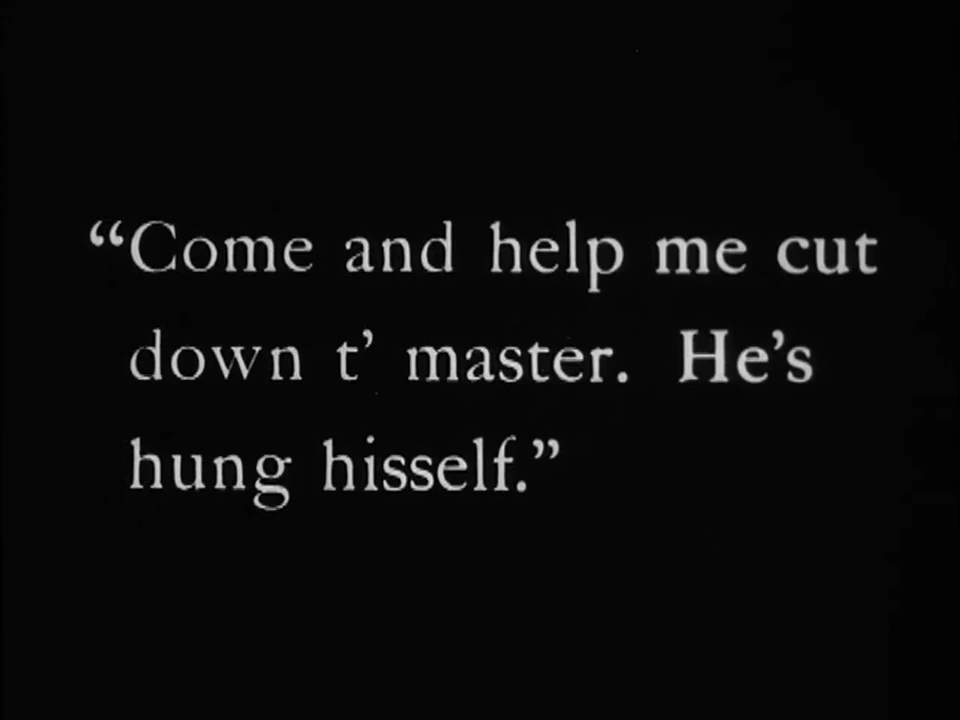 “Come and help me cut
down t’ master. He’s
hung hisself.”